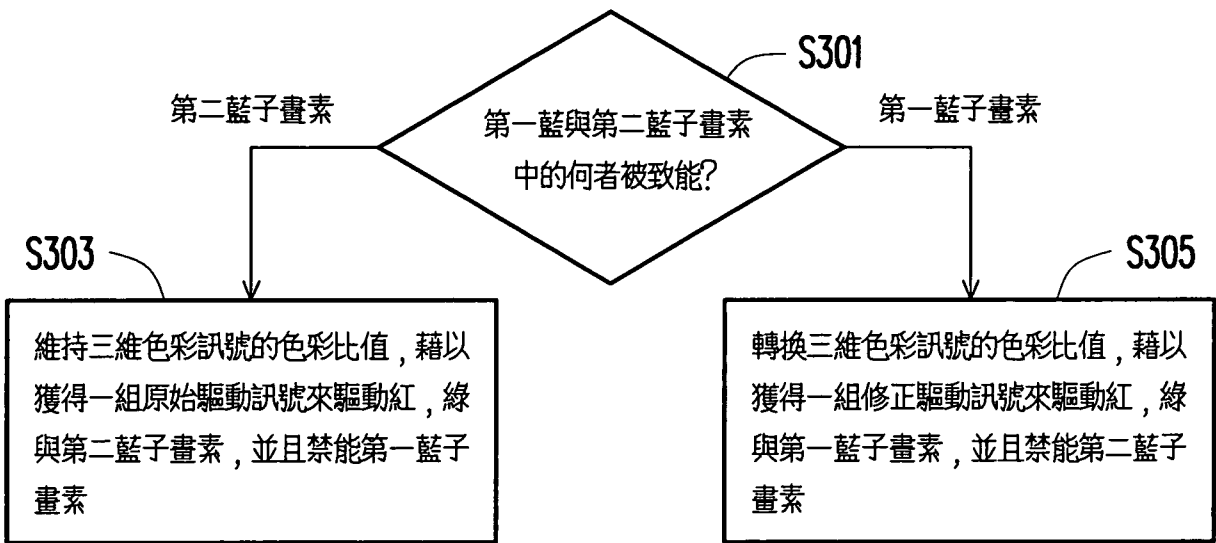 S301
第二藍子畫素
第一藍子畫素
第一藍與第二藍子畫素
中的何者被致能?
S303
S305
維持三維色彩訊號的色彩比值,藉以
獲得一組原始驅動訊號來驅動紅,綠
與第二藍子畫素,並且禁能第一藍子
畫素
轉換三維色彩訊號的色彩比值,藉以
獲得一組修正驅動訊號來驅動紅,綠
與第一藍子畫素,並且禁能第二藍子
畫素